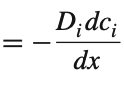 = − D_i dc_i / dx